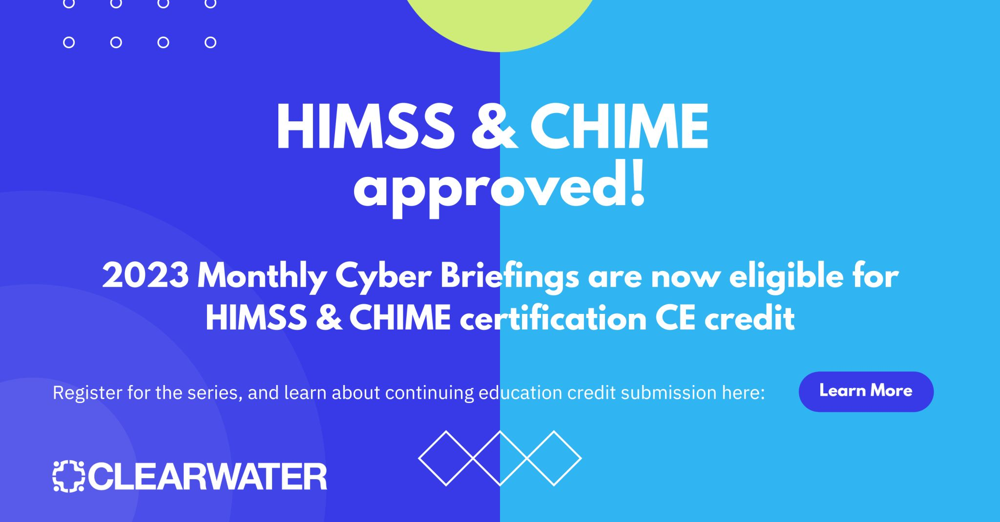 HIMSS & CHIME
approved!
2023 Monthly Cyber Briefings are now eligible for
HIMSS & CHIME certification CE credit
Register for the series, and learn about continuing education credit submission here:
Learn More
CLEARWATER